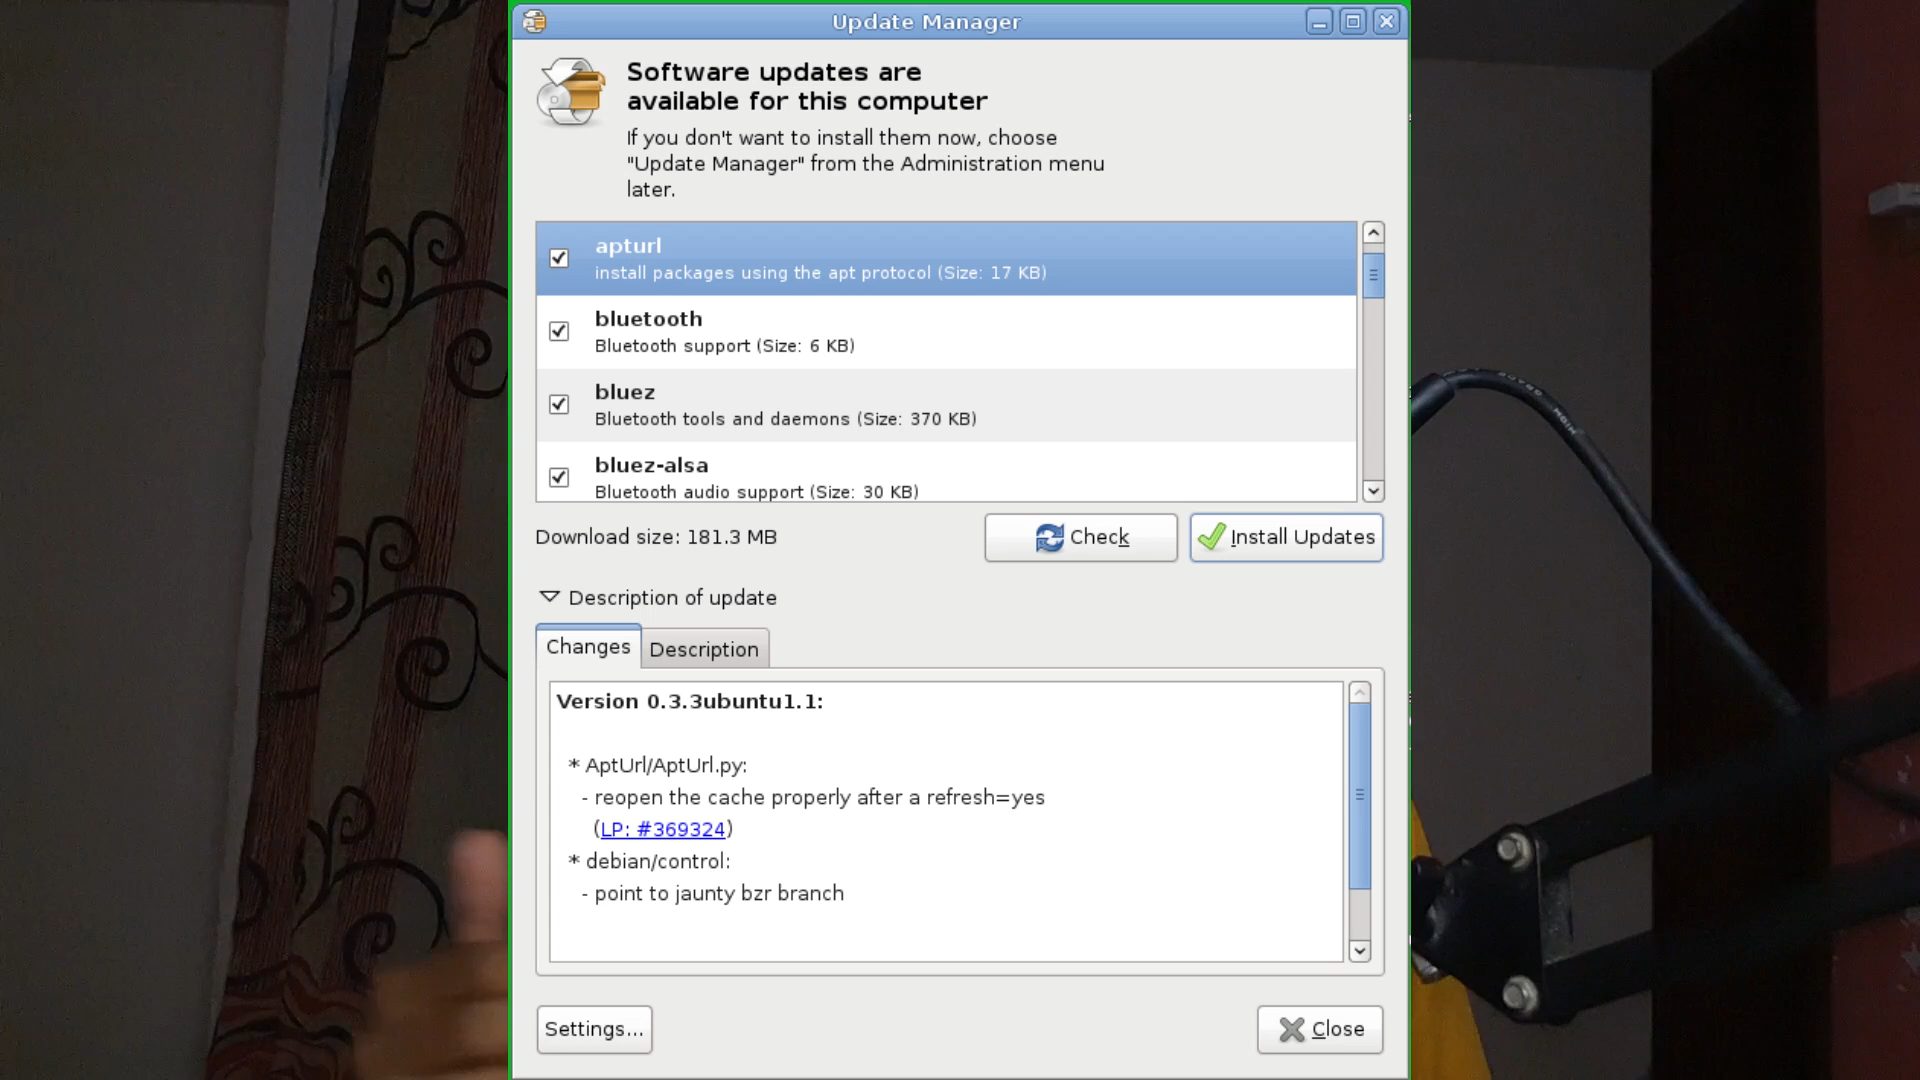 Update Manager
Software updates are
available for this computer
If you don't want to install them now, choose
"Update Manager" from the Administration menu
later.
apturl
install packages using the apt protocol (Size: 17 KB)
bluetooth
Bluetooth support (Size: 6 KB)
bluez
Bluetooth tools and daemons (Size: 370 KB)
bluez-alsa
Bluetooth audio support (Size: 30 KB)
Download size: 181.3 MB
Check
Install Updates
Description of update
Changes
Description
Version 0.3.3ubuntu1.1:
* AptUrl/AptUrl.py:
- reopen the cache properly after a refresh=yes
(LP: #369324)
* debian/control:
- point to jaunty bzr branch
Settings...
Close